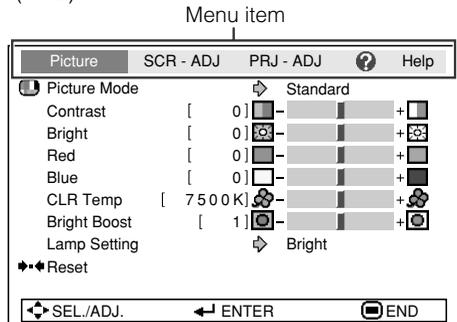 Menu item
Picture SCR - ADJ PRJ - ADJ ? Help
Picture Mode Standard
Contrast [ 0] - +
Bright [ 0] - +
Red [ 0] - +
Blue [ 0] - +
CLR Temp [ 7500K] - +
Bright Boost [ 1] - +
Lamp Setting Bright
Reset
SEL./ADJ. ENTER END